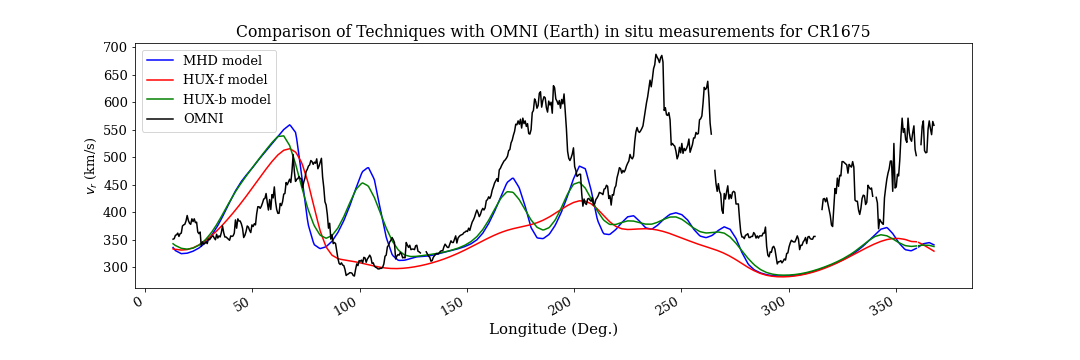 Comparison of Techniques with OMNI (Earth) in situ measurements for CR1675
MHD model
HUX-f model
HUX-b model
OMNI
700
650
600
550
500
450
400
350
300
v_r (km/s)
0
50
100
150
200
250
300
350
Longitude (Deg.)